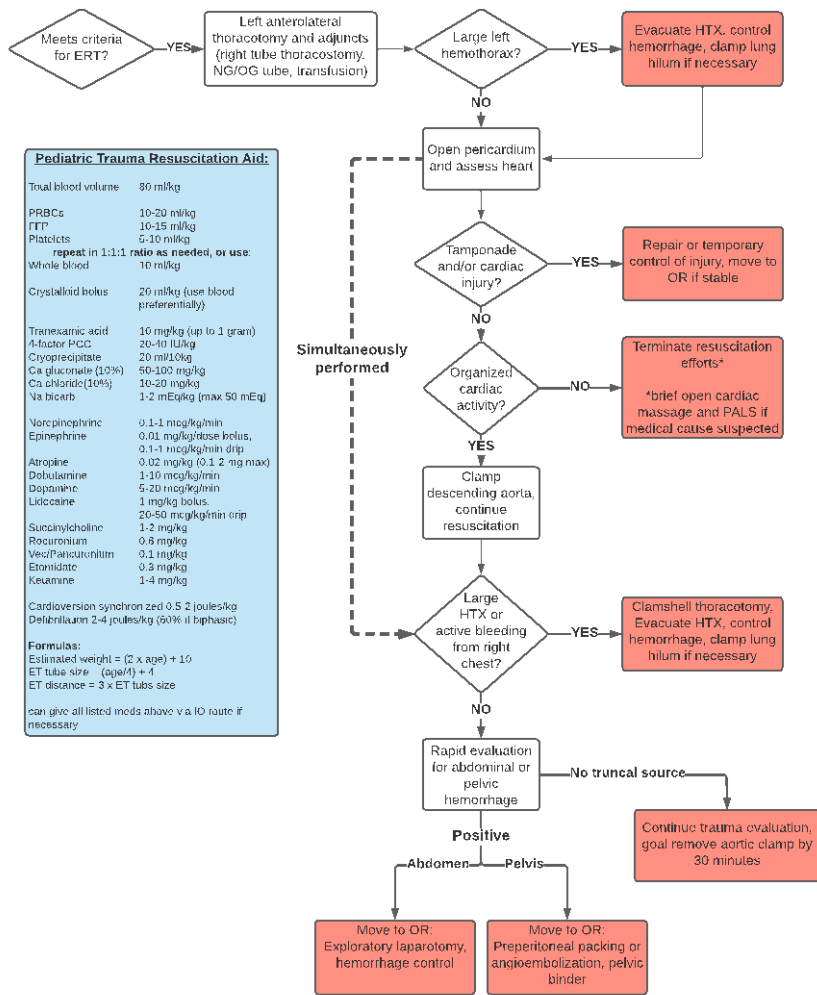 Meets criteria
for ERT?
YES
Left anterolateral
thoracotomy and adjuncts
(right tube thoracostomy.
NG/OG tube, transfusion)
Large left
hemothorax?
YES
Evacuate HTX. control
hemorrhage, clamp lung
hilum if necessary
NO
Open pericardium
and assess heart
Tamponade
and/or cardiac
injury?
YES
Repair or temporary
control of injury, move to
OR if stable
NO
Simultaneously
performed
Organized
cardiac
activity?
NO
Terminate resuscitation
efforts*
*brief open cardiac
massage and PALS if
medical cause suspected
YES
Clamp
descending aorta,
continue
resuscitation
Large
HTX or
active bleeding
from right
chest?
YES
Clamshell thoracotomy,
Evacuate HTX, control
hemorrhage, clamp lung
hilum if necessary
NO
Rapid evaluation
for abdominal or
pelvic
hemorrhage
No truncal source
Continue trauma evaluation,
goal remove aortic clamp by
30 minutes
Positive
Abdomen
Pelvis
Move to OR:
Exploratory laparotomy,
hemorrhage control
Move to OR:
Preperitoneal packing or
angioembolization, pelvic
binder
Pediatric Trauma Resuscitation Aid:
Total blood volume 80 ml/kg
PRBCs 10-20 ml/kg
FFP 10-15 ml/kg
Platelets 5-10 ml/kg
repeat in 1:1:1 ratio as needed, or use:
Whole blood 10 ml/kg
Crystalloid bolus 20 ml/kg (use blood
preferentially)
Tranexamic acid 10 mg/kg (up to 1 gram)
4-factor PCC 20-40 IU/kg
Cryoprecipitate 20 ml/10kg
Ca gluconate (10%) 50-100 mg/kg
Ca chloride(10%) 10-20 mg/kg
Na bicarb 1-2 mEq/kg (max 50 mEq)
Norepinephrine 0.1-1 mcg/kg/min
Epinephrine 0.01 mg/kg/dose bolus,
0.1-1 mcg/kg/min drip
Atropine 0.02 mg/kg (0.1-2 mg max)
Dobutamine 1-10 mcg/kg/min
Dopamine 5-20 mcg/kg/min
Lidocaine 1 mg/kg bolus.
20-50 mcg/kg/min drip
Succinylcholine 1-2 mg/kg
Rocuronium 0.6 mg/kg
Vec/Pancuronium 0.1 mg/kg
Etomidate 0.3 mg/kg
Ketamine 1-4 mg/kg
Cardioversion synchronized 0.5-2 joules/kg
Defibrillation 2-4 joules/kg (60% if biphasic)
Formulas:
Estimated weight = (2 x age) + 10
ET tube size (age/4) + 4
ET distance = 3 x ET tube size
can give all listed meds above via IO route if
necessary